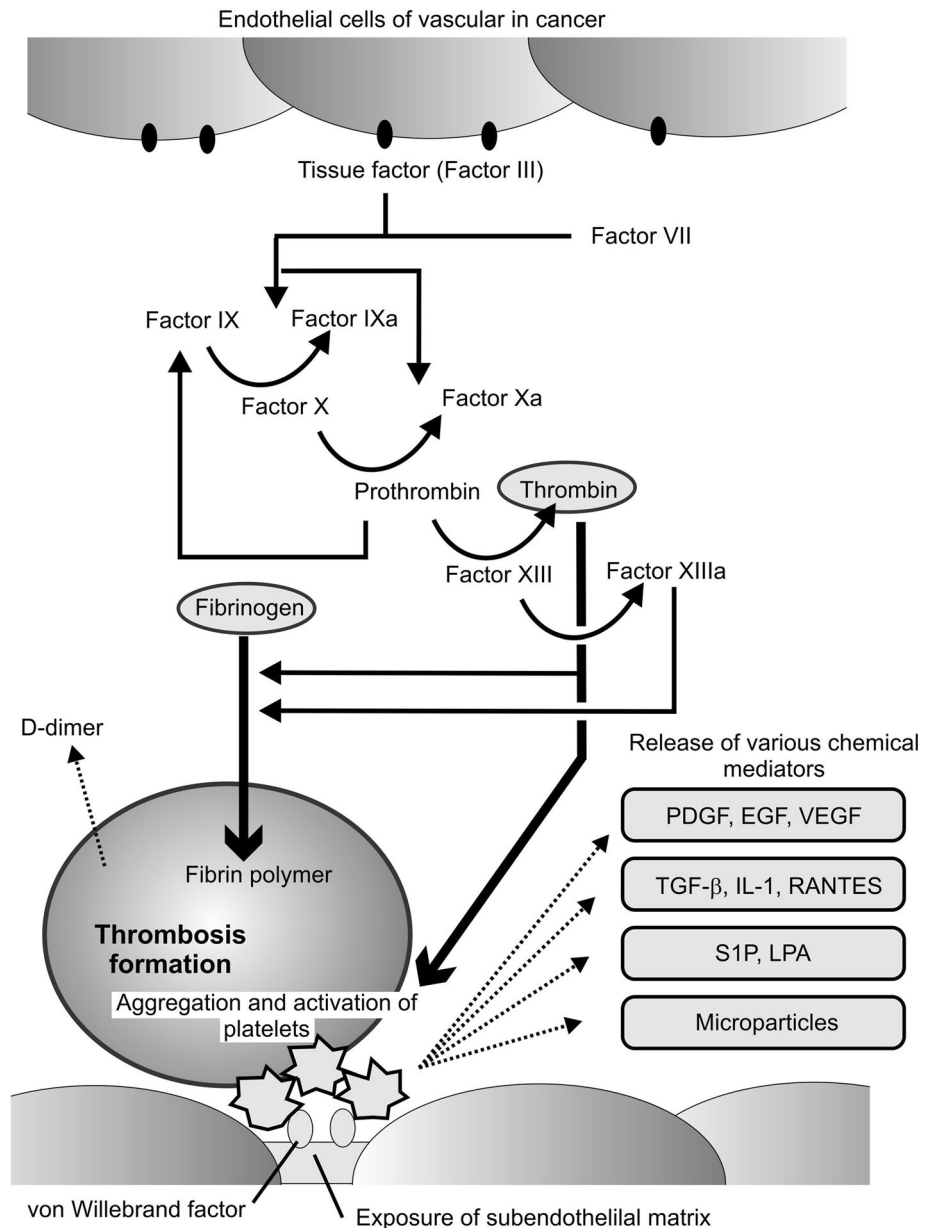 Endothelial cells of vascular in cancer
Tissue factor (Factor III)
Factor VII
Factor IX
Factor IXa
Factor X
Factor Xa
Prothrombin
Thrombin
Factor XIII
Factor XIIIa
Fibrinogen
D-dimer
Release of various chemical
mediators
PDGF, EGF, VEGF
TGF-β, IL-1, RANTES
S1P, LPA
Microparticles
Fibrin polymer
Thrombosis
formation
Aggregation and activation of
platelets
von Willebrand factor
Exposure of subendothelilal matrix